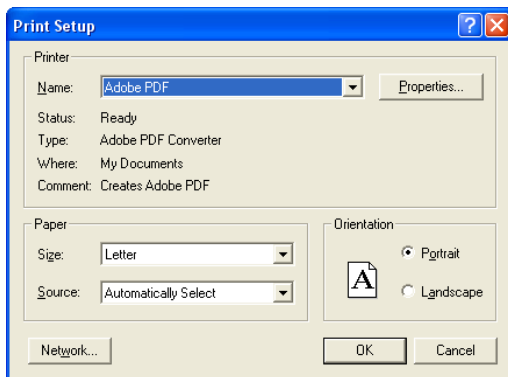 Print Setup
Printer
Name: Adobe PDF Properties...
Status: Ready
Type: Adobe PDF Converter
Where: My Documents
Comment: Creates Adobe PDF
Paper Orientation
Size: Letter Portrait
A
Source: Automatically Select Landscape
Network... OK Cancel